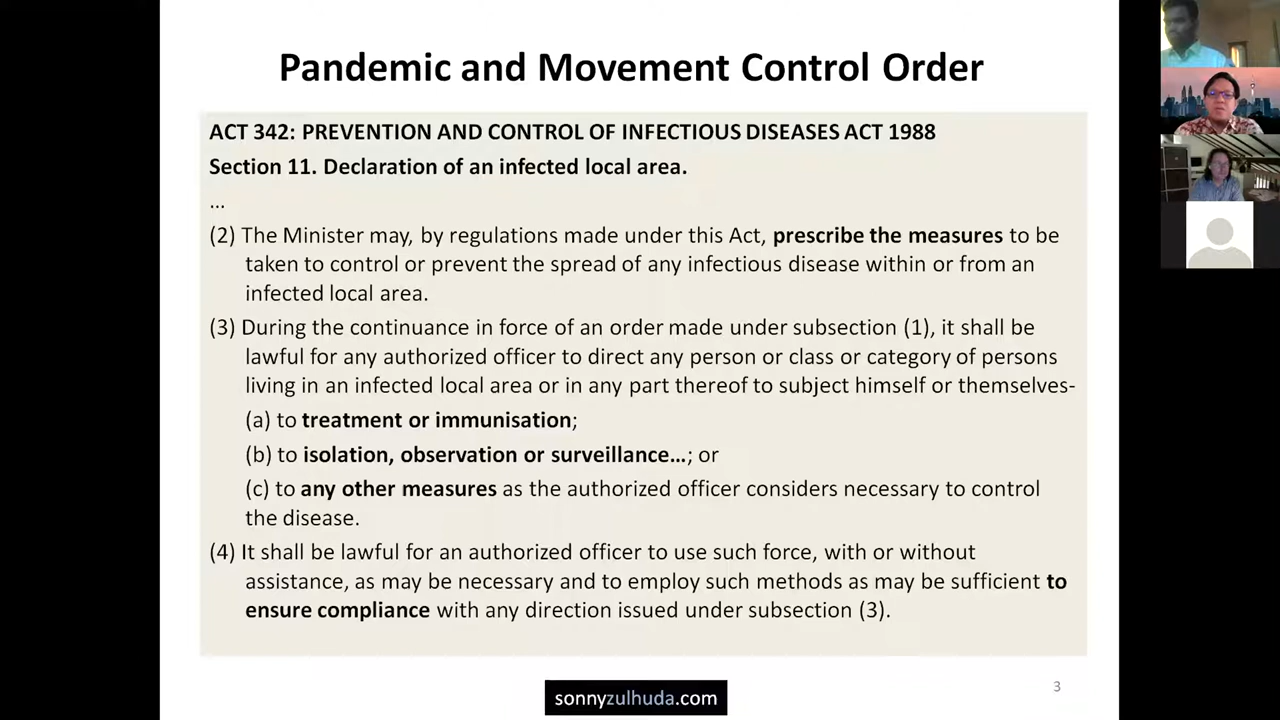 Pandemic and Movement Control Order
ACT 342: PREVENTION AND CONTROL OF INFECTIOUS DISEASES ACT 1988
Section 11. Declaration of an infected local area.
...
(2) The Minister may, by regulations made under this Act, prescribe the measures to be
taken to control or prevent the spread of any infectious disease within or from an
infected local area.
(3) During the continuance in force of an order made under subsection (1), it shall be
lawful for any authorized officer to direct any person or class or category of persons
living in an infected local area or in any part thereof to subject himself or themselves-
(a) to treatment or immunisation;
(b) to isolation, observation or surveillance...; or
(c) to any other measures as the authorized officer considers necessary to control
the disease.
(4) It shall be lawful for an authorized officer to use such force, with or without
assistance, as may be necessary and to employ such methods as may be sufficient to
ensure compliance with any direction issued under subsection (3).
sonnyzulhuda.com
3